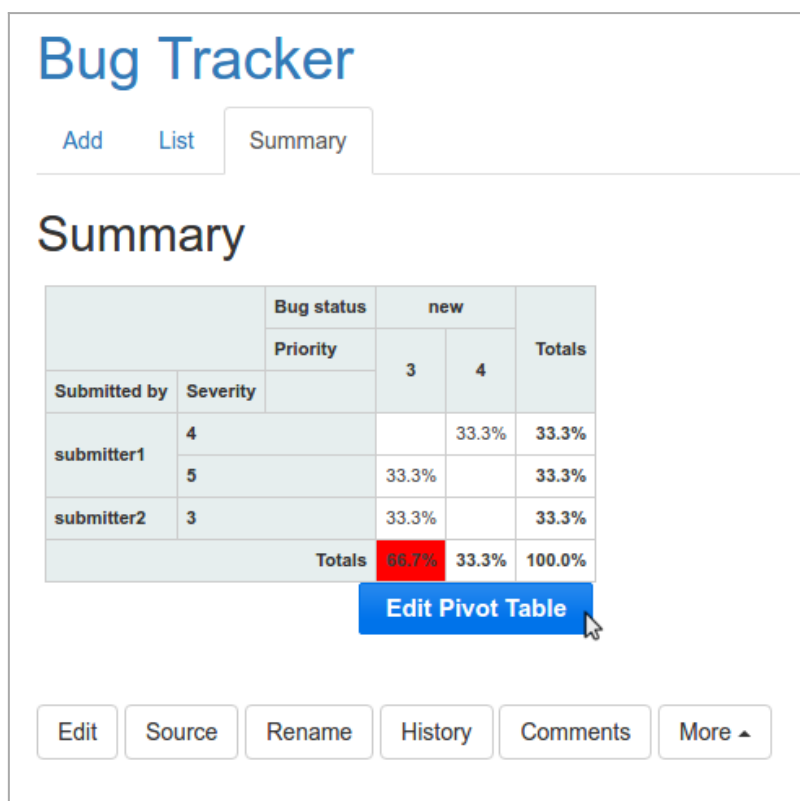 Bug Tracker
Add List Summary
Summary
Bug status new
Priority 3 4 Totals
Submitted by Severity
submitter1 4 33.3% 33.3%
5 33.3% 33.3%
submitter2 3 33.3% 33.3%
Totals 66.7% 33.3% 100.0%
Edit Pivot Table
Edit Source Rename History Comments More